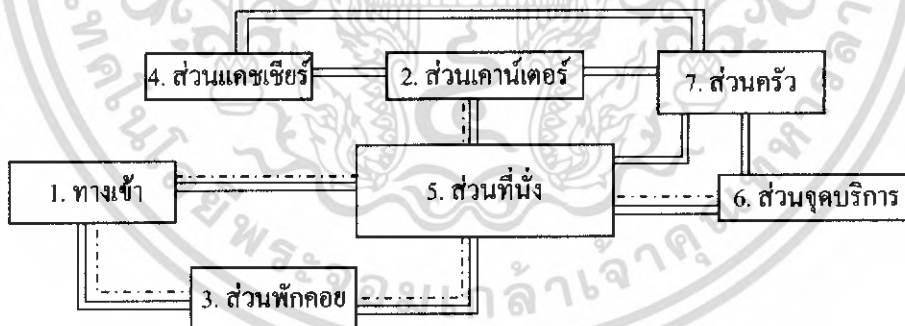 4. ส่วนแคชเชียร์
2. ส่วนเคาน์เตอร์
7. ส่วนครัว
1. ทางเข้า
5. ส่วนที่นั่ง
6. ส่วนจุดบริการ
3. ส่วนพักคอย